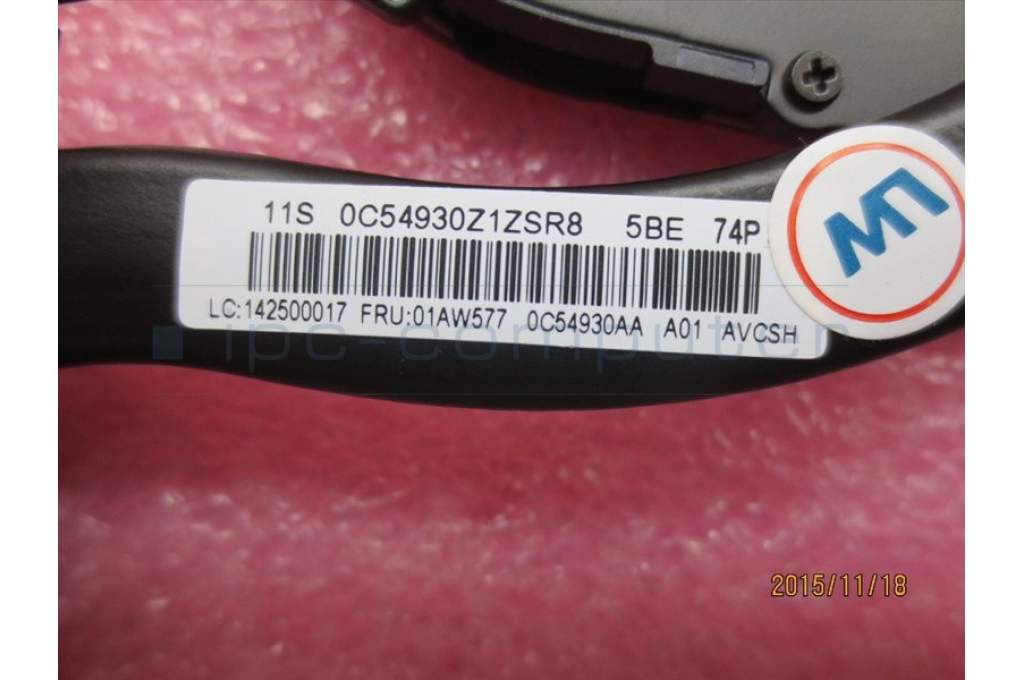 11S 0C54930Z1ZSR8 5BE 74P
LC:142500017 FRU:01AW577 0C54930AA A01 AVCSH
ipc-computer
2015/11/18